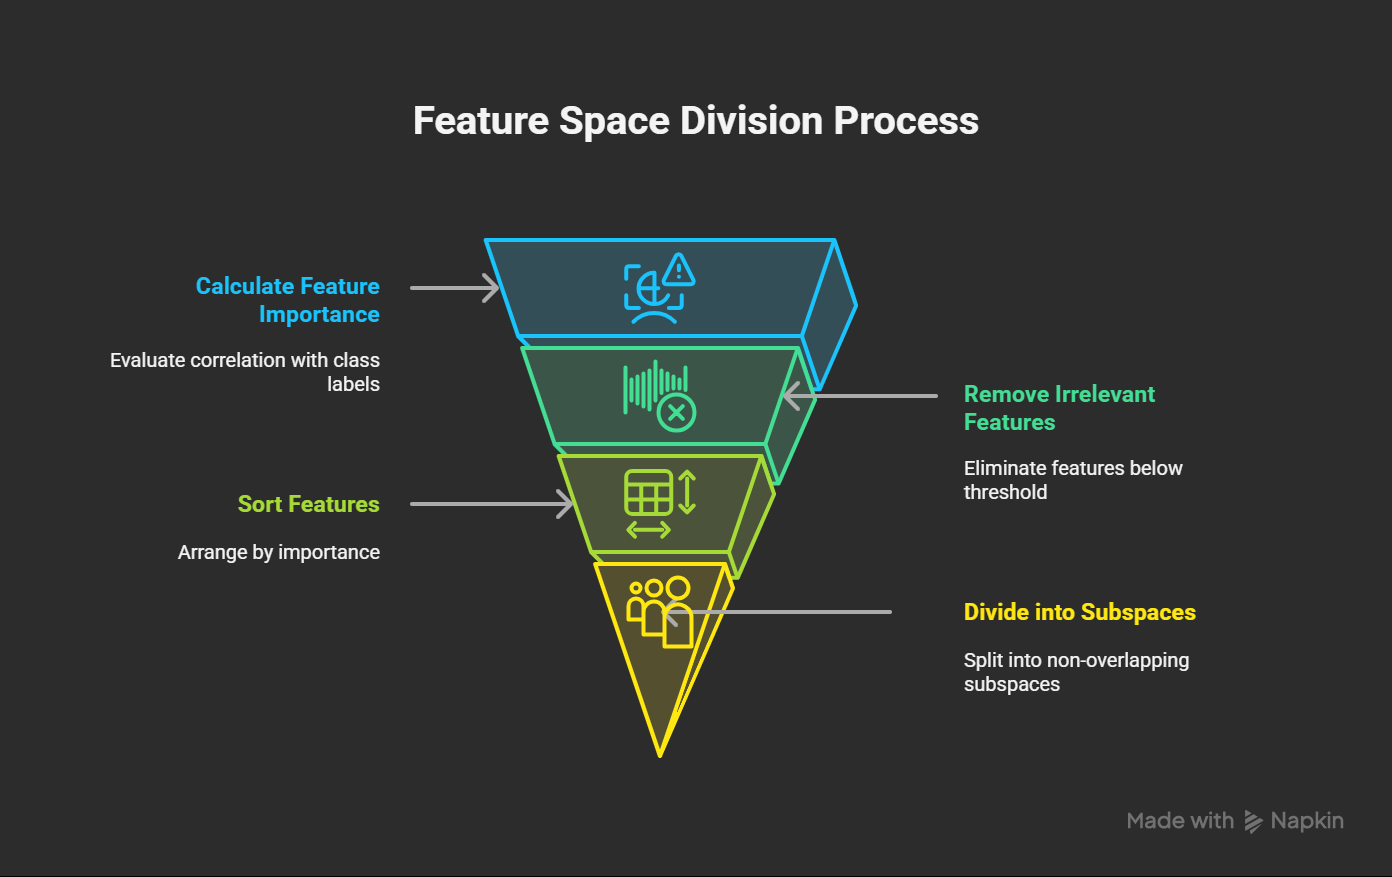 Feature Space Division Process
Calculate Feature
Importance
Evaluate correlation with class
labels
Remove Irrelevant
Features
Eliminate features below
threshold
Sort Features
Arrange by importance
Divide into Subspaces
Split into non-overlapping
subspaces
Made with Napkin